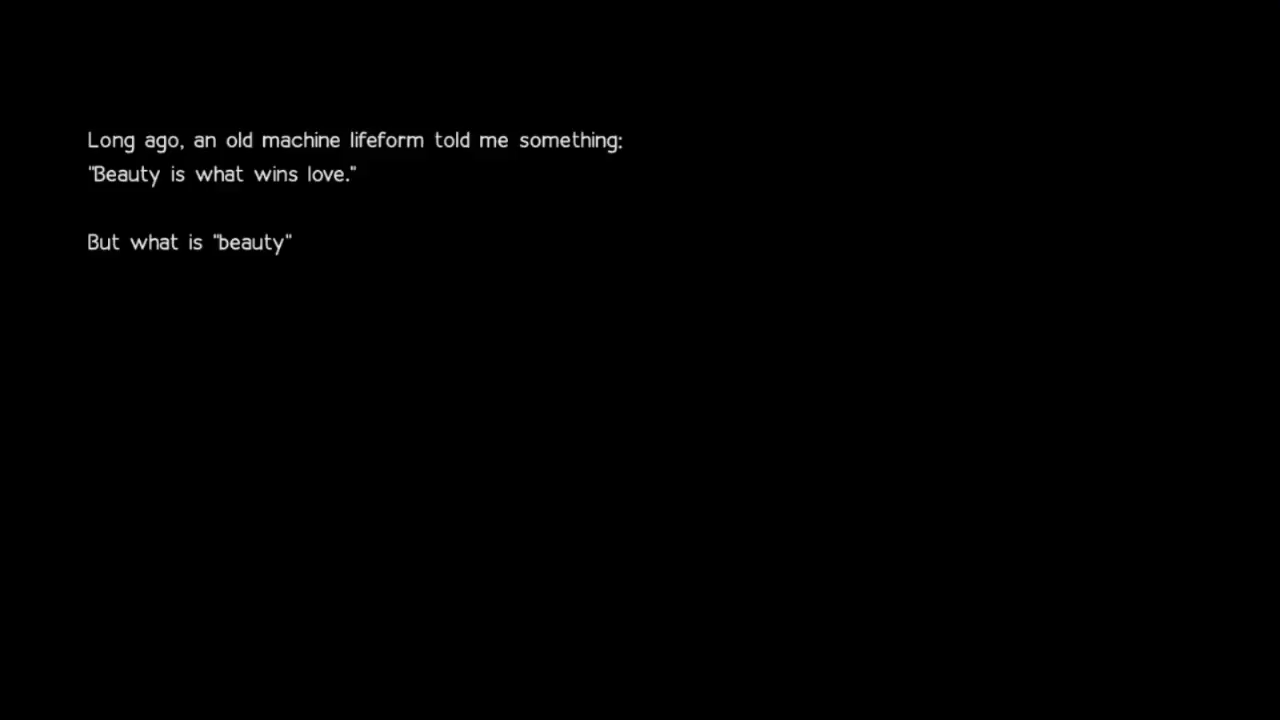 Long ago, an old machine lifeform told me something:
"Beauty is what wins love."
But what is "beauty"